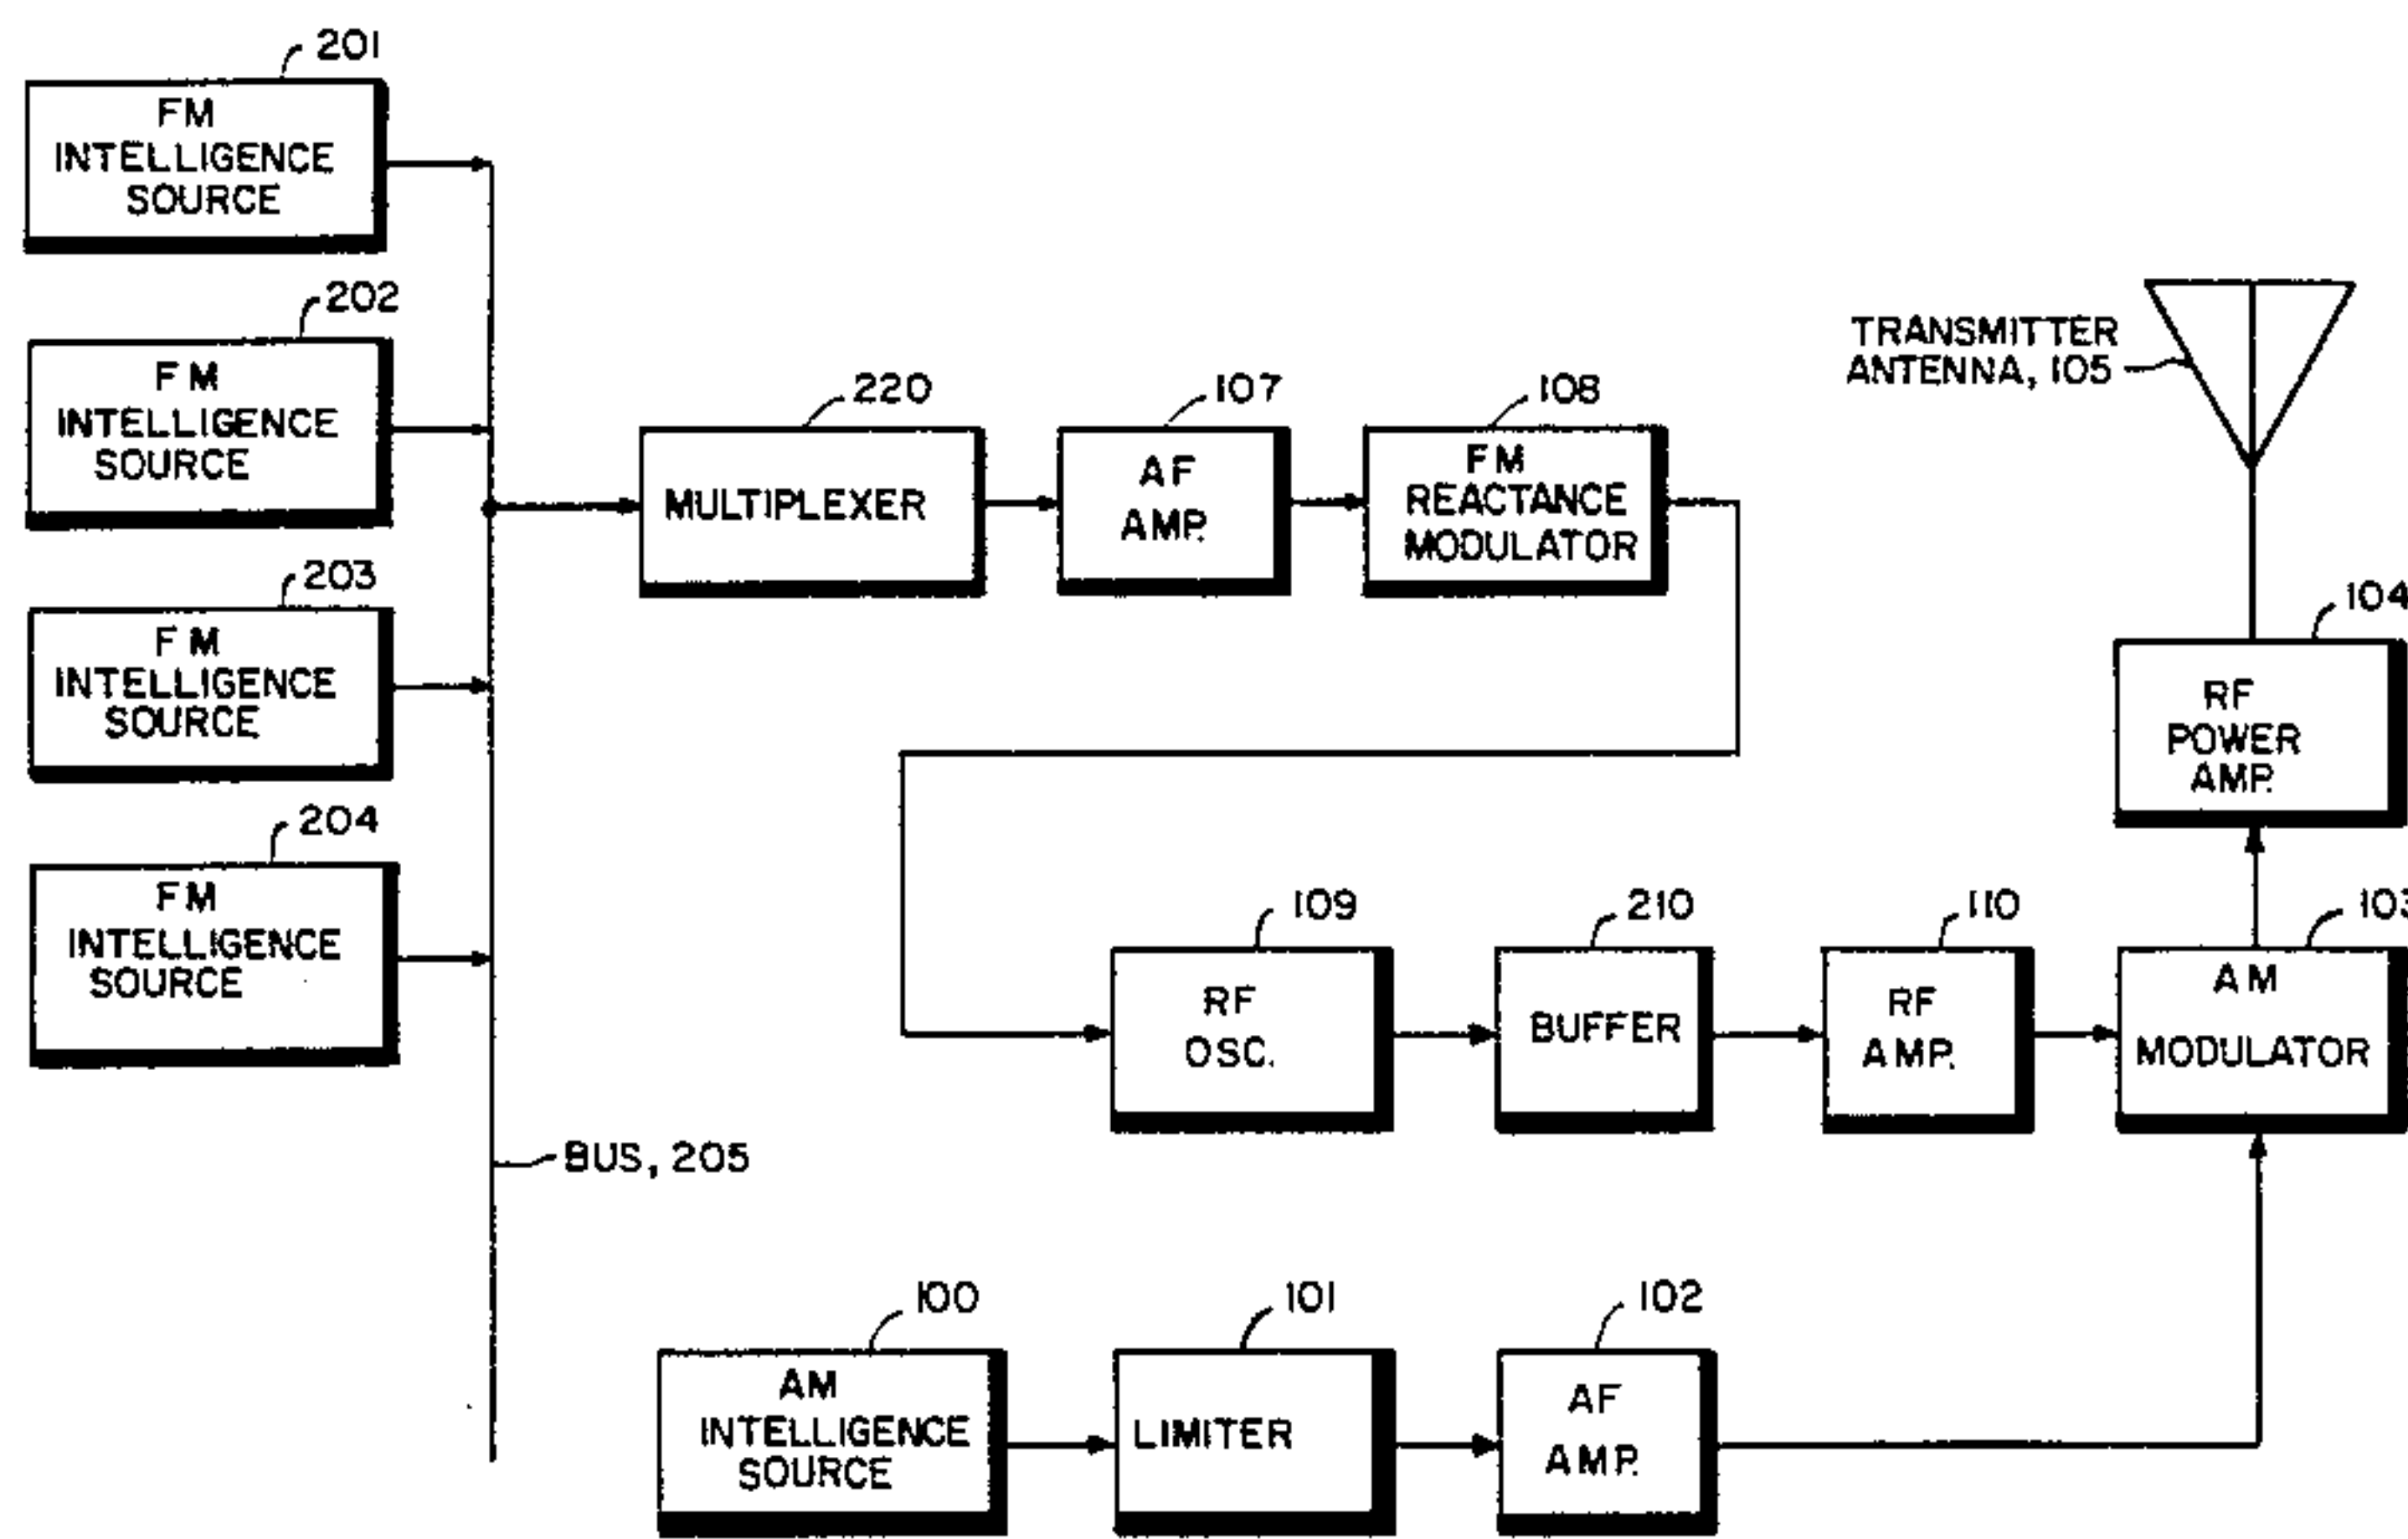 201
FM
INTELLIGENCE
SOURCE
202
FM
INTELLIGENCE
SOURCE
203
FM
INTELLIGENCE
SOURCE
204
FM
INTELLIGENCE
SOURCE
BUS, 205
220
MULTIPLEXER
107
AF
AMP.
108
FM
REACTANCE
MODULATOR
TRANSMITTER
ANTENNA, 105
104
RF
POWER
AMP.
109
RF
OSC.
210
BUFFER
110
RF
AMP.
103
AM
MODULATOR
100
AM
INTELLIGENCE
SOURCE
101
LIMITER
102
AF
AMP.